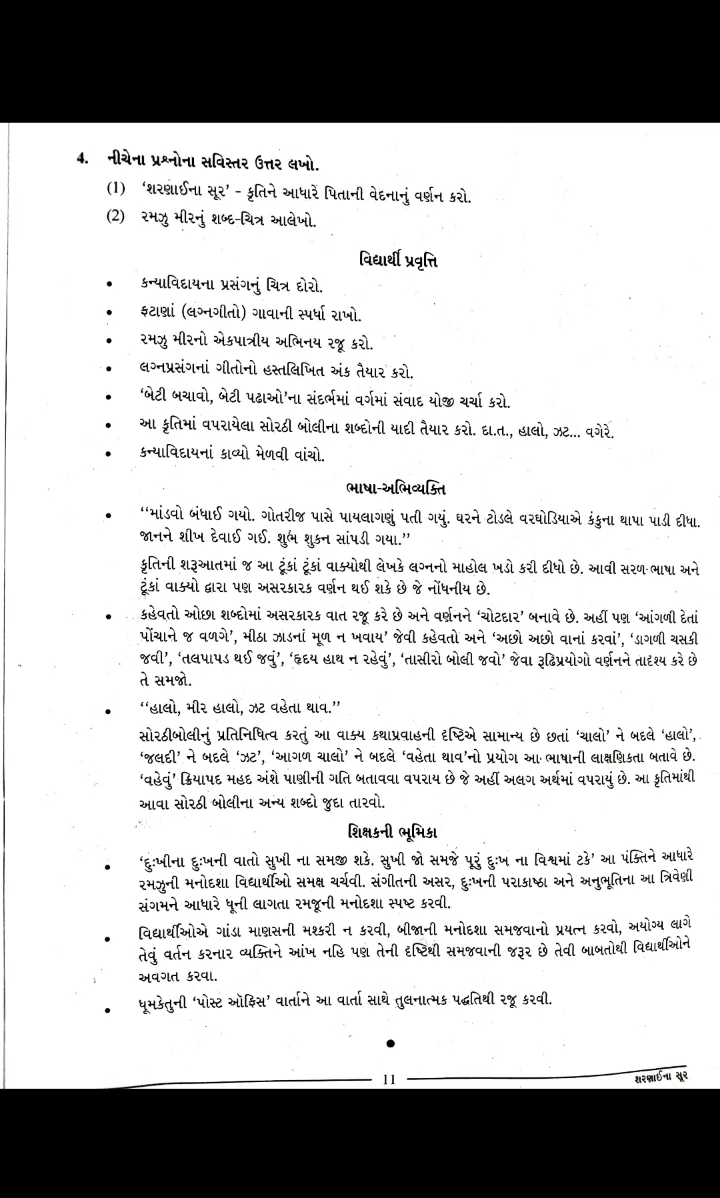 4. નીચેના પ્રશ્નોના સવિસ્તર ઉત્તર લખો.
(1) ‘શરણાઈના સૂર’ - કૃતિને આધારે પિતાની વેદનાનું વર્ણન કરો.
(2) રમઝુ મીરનું શબ્દ-ચિત્ર આલેખો.
વિદ્યાર્થી પ્રવૃત્તિ
• કન્યાવિદાયના પ્રસંગનું ચિત્ર દોરો.
• ફટાણાં (લગ્નગીતો) ગાવાની સ્પર્ધા રાખો.
• રમઝુ મીરનો એકપાત્રીય અભિનય રજૂ કરો.
• લગ્નપ્રસંગનાં ગીતોનો હસ્તલિખિત અંક તૈયાર કરો.
• ‘બેટી બચાવો, બેટી પઢાઓ’ના સંદર્ભમાં વર્ગમાં સંવાદ યોજી ચર્ચા કરો.
• આ કૃતિમાં વપરાયેલા સોરઠી બોલીના શબ્દોની યાદી તૈયાર કરો. દા.ત., હાલો, ઝટ... વગેરે.
• કન્યાવિદાયનાં કાવ્યો મેળવી વાંચો.
ભાષા-અભિવ્યક્તિ
• ‘‘માંડવો બંધાઈ ગયો. ગોતરીજ પાસે પાયલાગણું પતી ગયું. ઘરને ટોડલે વરઘોડિયાએ કંકુના થાપા પાડી દીધા.
જાનને શીખ દેવાઈ ગઈ. શુભ શુકન સાંપડી ગયા.’’
કૃતિની શરૂઆતમાં જ આ ટૂંકાં ટૂંકાં વાક્યોથી લેખકે લગ્નનો માહોલ ખડો કરી દીધો છે. આવી સરળ ભાષા અને
ટૂંકાં વાક્યો દ્વારા પણ અસરકારક વર્ણન થઈ શકે છે જે નોંધનીય છે.
• કહેવતો ઓછા શબ્દોમાં અસરકારક વાત રજૂ કરે છે અને વર્ણનને ‘ચોટદાર’ બનાવે છે. અહીં પણ ‘આંગળી દેતાં
પોંચાને જ વળગે’, મીઠા ઝાડનાં મૂળ ન ખવાય’ જેવી કહેવતો અને ‘અછો અછો વાનાં કરવાં’, ‘ડાગળી ચસકી
જવી’, ‘તલપાપડ થઈ જવું’, ‘હૃદય હાથ ન રહેવું’, ‘તાસીરો બોલી જવો’ જેવા રૂઢિપ્રયોગો વર્ણનને તાદૃશ્ય કરે છે
તે સમજો.
• ‘‘હાલો, મીર હાલો, ઝટ વહેતા થાવ.’’
સોરઠીબોલીનું પ્રતિનિધિત્વ કરતું આ વાક્ય કથાપ્રવાહની દૃષ્ટિએ સામાન્ય છે છતાં ‘ચાલો’ ને બદલે ‘હાલો’,
‘જલદી’ ને બદલે ‘ઝટ’, ‘આગળ ચાલો’ ને બદલે ‘વહેતા થાવ’નો પ્રયોગ આ ભાષાની લાક્ષણિકતા બતાવે છે.
‘વહેવું’ ક્રિયાપદ મહદ અંશે પાણીની ગતિ બતાવવા વપરાય છે જે અહીં અલગ અર્થમાં વપરાયું છે. આ કૃતિમાંથી
આવા સોરઠી બોલીના અન્ય શબ્દો જુદા તારવો.
શિક્ષકની ભૂમિકા
• ‘દુઃખીના દુઃખની વાતો સુખી ના સમજી શકે. સુખી જો સમજે પૂરું દુઃખ ના વિશ્વમાં ટકે’ આ પંક્તિને આધારે
રમઝુની મનોદશા વિદ્યાર્થીઓ સમક્ષ ચર્ચવી. સંગીતની અસર, દુઃખની પરાકાષ્ઠા અને અનુભૂતિના આ ત્રિવેણી
સંગમને આધારે ધૂની લાગતા રમજૂની મનોદશા સ્પષ્ટ કરવી.
• વિદ્યાર્થીઓએ ગાંડા માણસની મશ્કરી ન કરવી, બીજાની મનોદશા સમજવાનો પ્રયત્ન કરવો, અયોગ્ય લાગે
તેવું વર્તન કરનાર વ્યક્તિને આંખ નહિ પણ તેની દૃષ્ટિથી સમજવાની જરૂર છે તેવી બાબતોથી વિદ્યાર્થીઓને
અવગત કરવા.
• ધૂમકેતુની ‘પોસ્ટ ઑફિસ’ વાર્તાને આ વાર્તા સાથે તુલનાત્મક પદ્ધતિથી રજૂ કરવી.
•
11
શરણાઈના સૂર